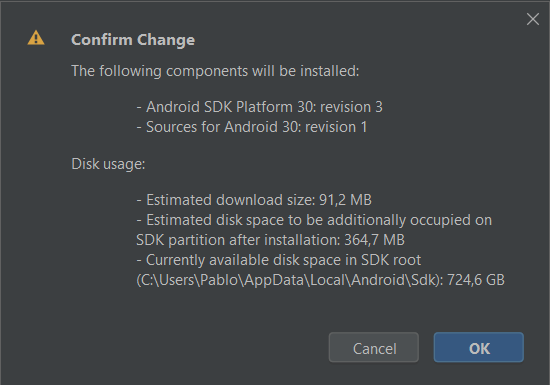 Confirm Change
The following components will be installed:
- Android SDK Platform 30: revision 3
- Sources for Android 30: revision 1
Disk usage:
- Estimated download size: 91,2 MB
- Estimated disk space to be additionally occupied on
SDK partition after installation: 364,7 MB
- Currently available disk space in SDK root
(C:\Users\Pablo\AppData\Local\Android\Sdk): 724,6 GB
Cancel
OK